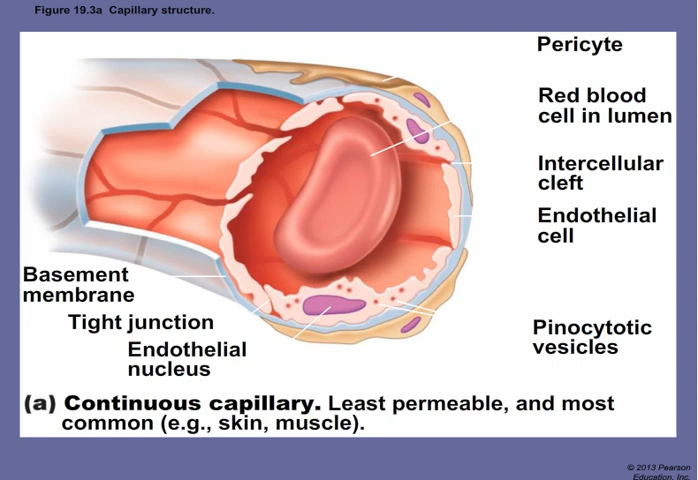 Figure 19.3a Capillary structure.
Pericyte
Red blood
cell in lumen
Intercellular
cleft
Endothelial
cell
Basement
membrane
Tight junction
Endothelial
nucleus
Pinocytotic
vesicles
(a) Continuous capillary. Least permeable, and most
common (e.g., skin, muscle).
© 2013 Pearson
Education, Inc.